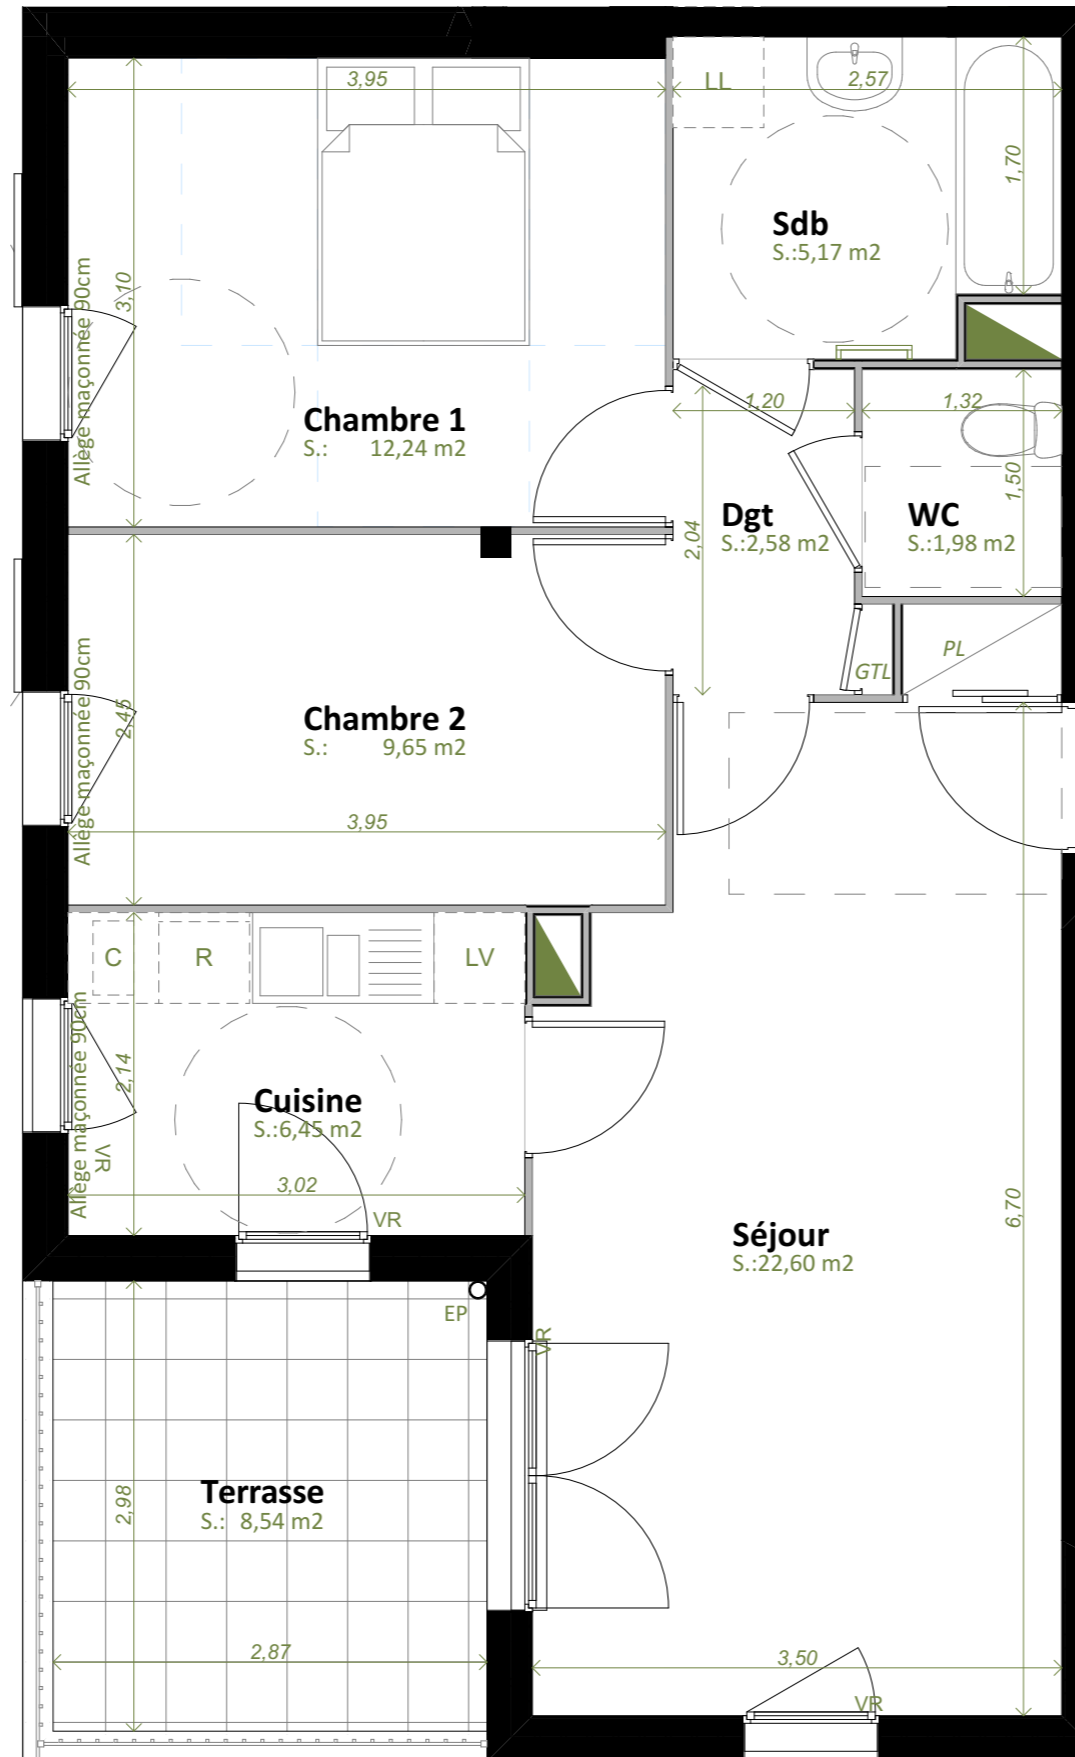 3,95
LL
2,57
1,70
Sdb
S.:5,17 m2
Allège maçonnée 90cm
3,10
Chambre 1
S.: 12,24 m2
1,20
1,32
1,50
2,04
Dgt
S.:2,58 m2
WC
S.:1,98 m2
GTL
PL
Allège maçonnée 90cm
2,45
Chambre 2
S.: 9,65 m2
3,95
C
R
LV
Allège maçonnée 90cm
2,14
VR
Cuisine
S.:6,45 m2
3,02
VR
6,70
Séjour
S.:22,60 m2
EP
VR
2,98
Terrasse
S.: 8,54 m2
2,87
3,50
VR